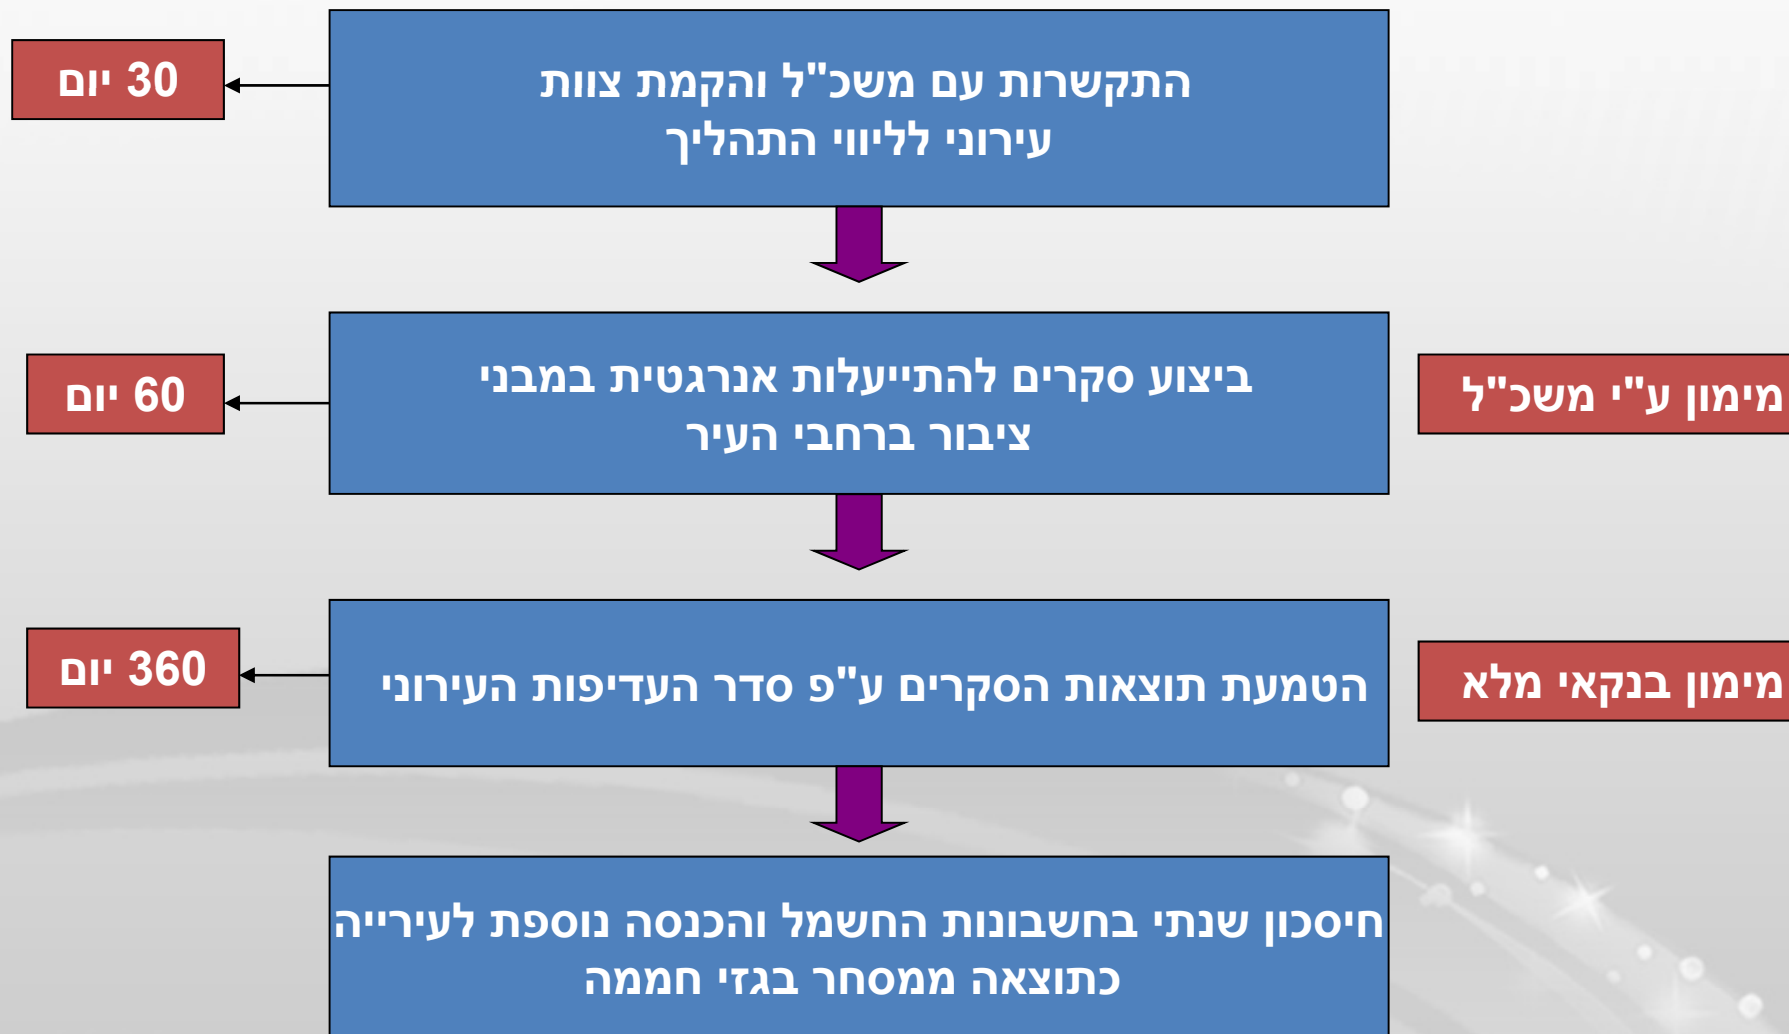 התקשרות עם משכ"ל והקמת צוות
עירוני לליווי התהליך
30 יום
מימון ע"י משכ"ל
ביצוע סקרים להתייעלות אנרגטית במבני
ציבור ברחבי העיר
60 יום
מימון בנקאי מלא
הטמעת תוצאות הסקרים ע"פ סדר העדיפות העירוני
360 יום
חיסכון שנתי בחשבונות החשמל והכנסה נוספת לעירייה
כתוצאה ממסחר בגזי חממה